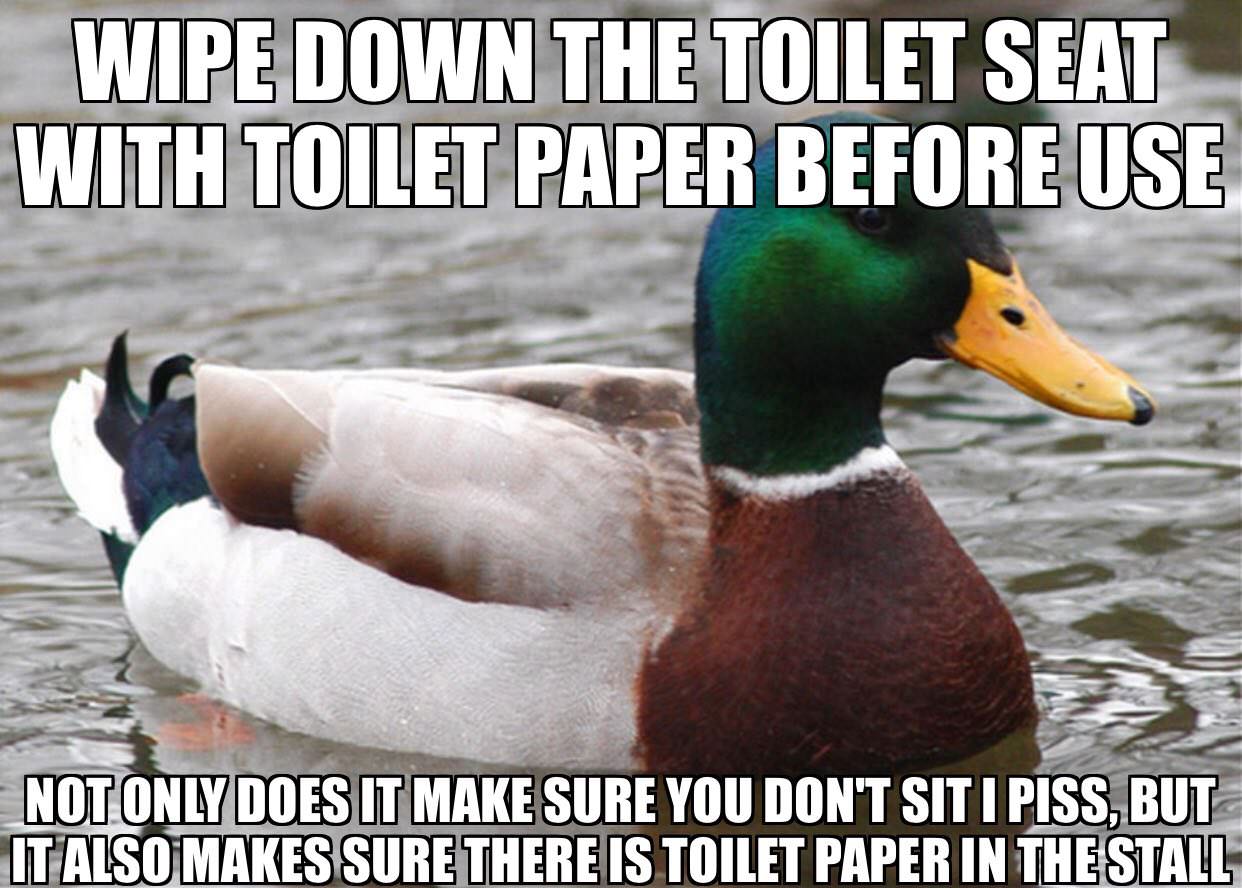 WIPE DOWN THE TOILET SEAT
WITH TOILET PAPER BEFORE USE
NOT ONLY DOES IT MAKE SURE YOU DON'T SIT I PISS, BUT
IT ALSO MAKES SURE THERE IS TOILET PAPER IN THE STALL